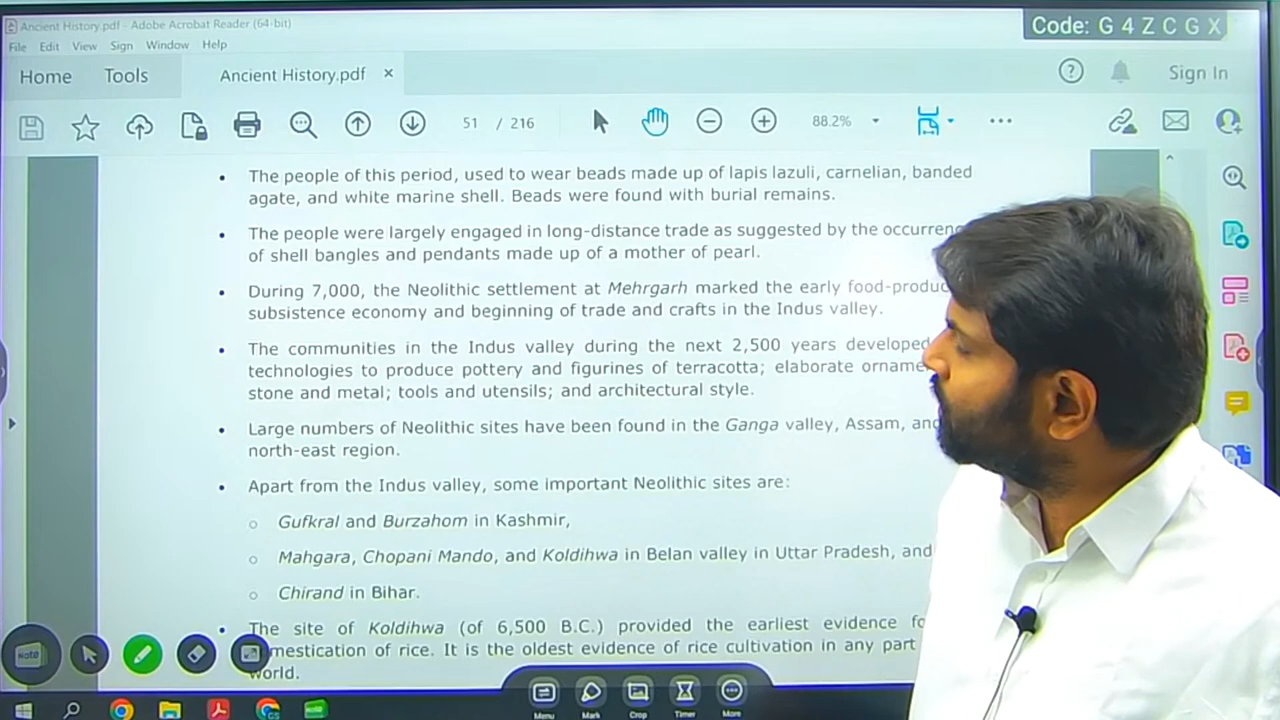 Ancient History.pdf - Adobe Acrobat Reader (64-bit)
Code: G 4 Z C G X
File Edit View Sign Window Help
Home Tools Ancient History.pdf × Sign In
51 / 216 88.2%
• The people of this period, used to wear beads made up of lapis lazuli, carnelian, banded
agate, and white marine shell. Beads were found with burial remains.
• The people were largely engaged in long-distance trade as suggested by the
of shell bangles and pendants made up of a mother of pearl.
• During 7,000, the Neolithic settlement at Mehrgarh marked the early
subsistence economy and beginning of trade and crafts in the Indus valley.
• The communities in the Indus valley during the next 2,500 years developed
technologies to produce pottery and figurines of terracotta; elaborate
stone and metal; tools and utensils; and architectural style.
• Large numbers of Neolithic sites have been found in the Ganga valley, Assam, and
north-east region.
• Apart from the Indus valley, some important Neolithic sites are:
o Gufkral and Burzahom in Kashmir,
o Mahgara, Chopani Mando, and Koldihwa in Belan valley in Uttar Pradesh, and
o Chirand in Bihar.
• The site of Koldihwa (of 6,500 B.C.) provided the earliest evidence
of rice. It is the oldest evidence of rice cultivation in any part
world.
Note
Menu Mark Crop Timer More